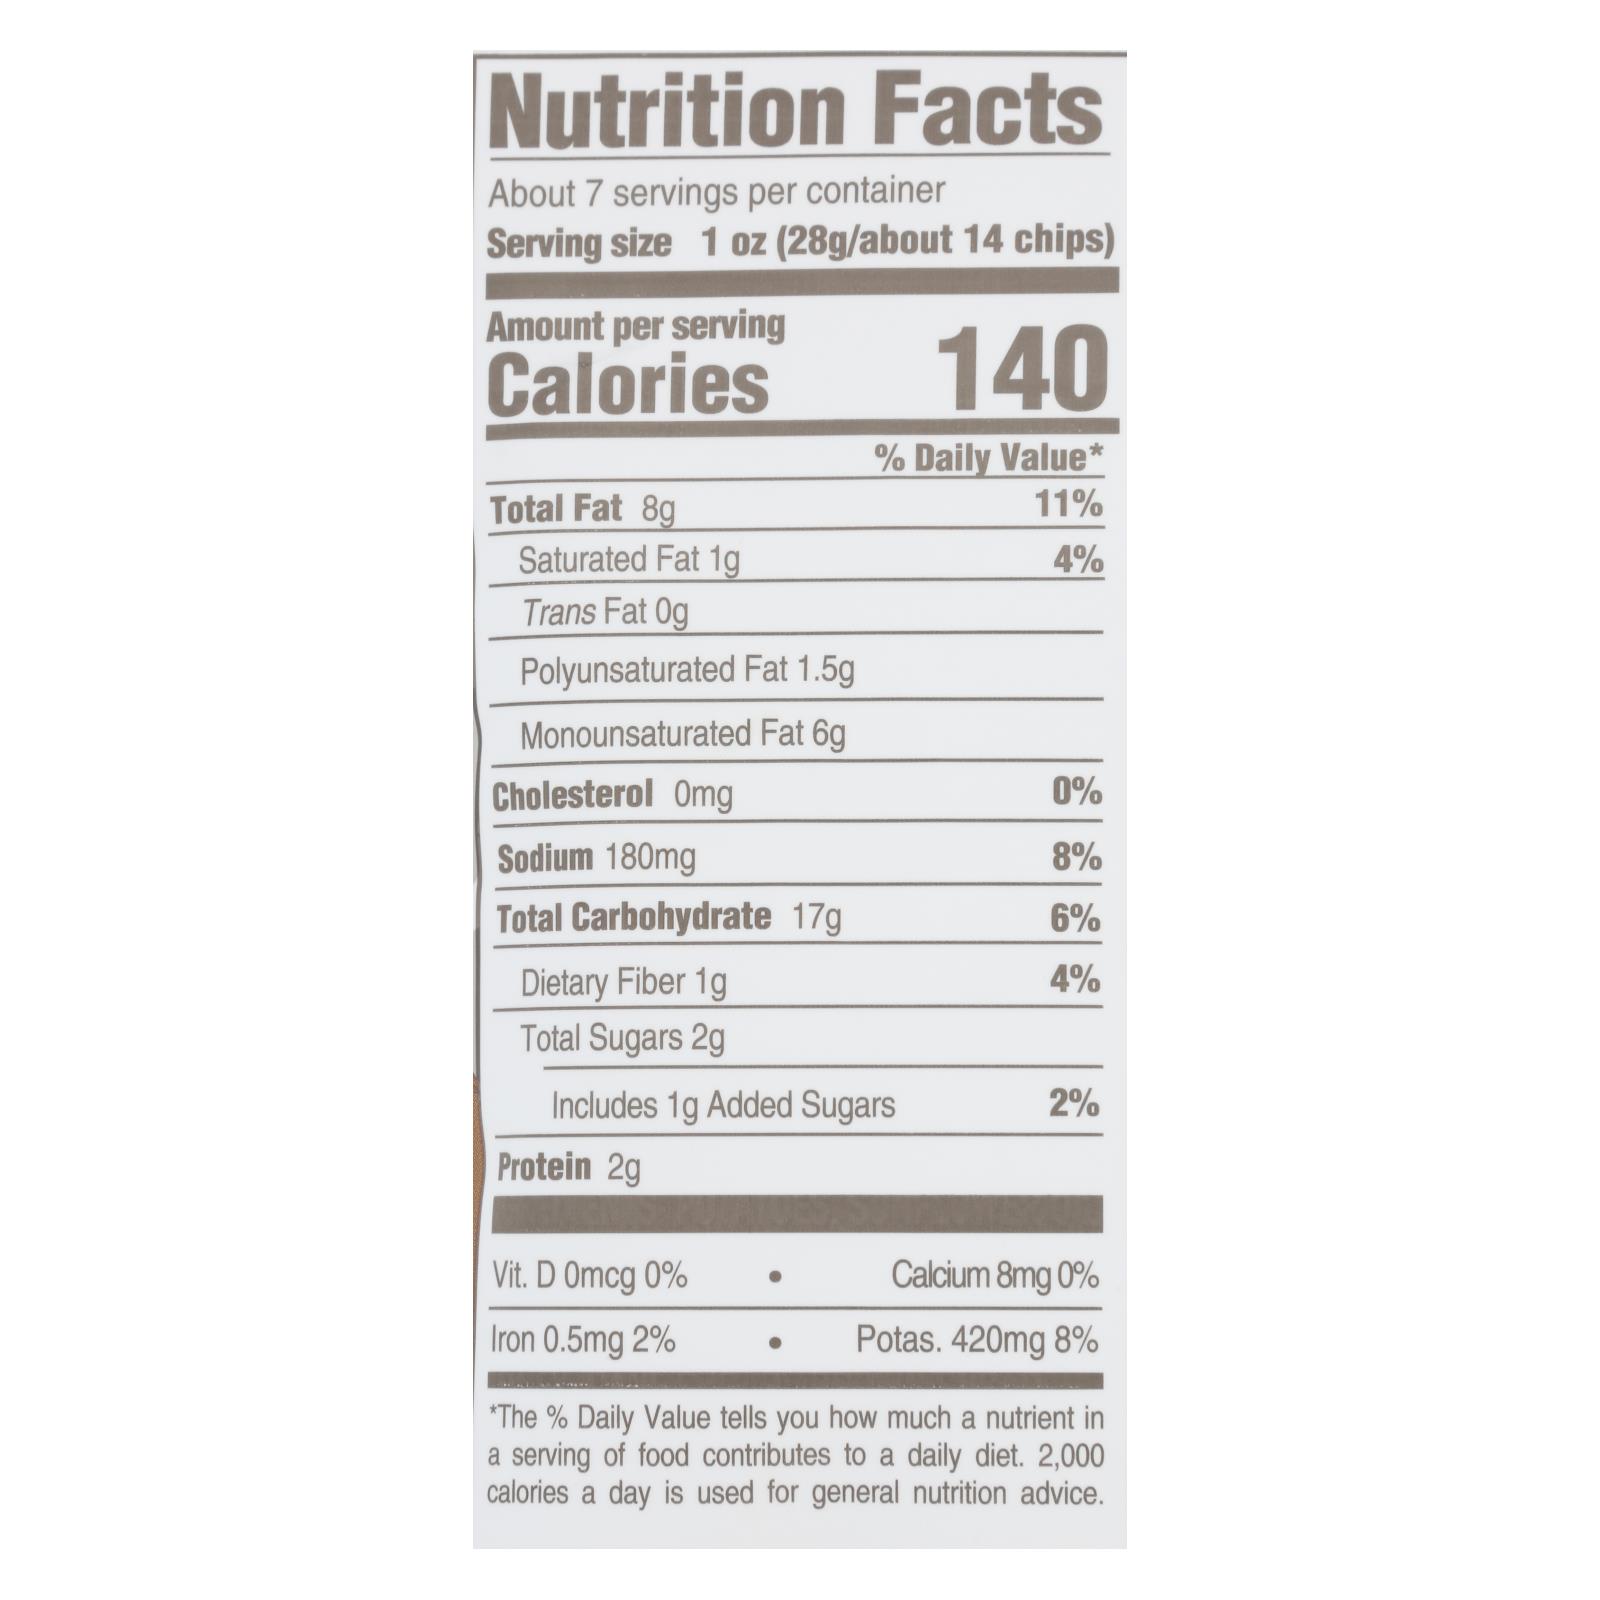 Nutrition Facts
About 7 servings per container
Serving size 1 oz (28g/about 14 chips)
Amount per serving
Calories 140
% Daily Value*
Total Fat 8g 11%
Saturated Fat 1g 4%
Trans Fat 0g
Polyunsaturated Fat 1.5g
Monounsaturated Fat 6g
Cholesterol 0mg 0%
Sodium 180mg 8%
Total Carbohydrate 17g 6%
Dietary Fiber 1g 4%
Total Sugars 2g
Includes 1g Added Sugars 2%
Protein 2g
Vit. D 0mcg 0% • Calcium 8mg 0%
Iron 0.5mg 2% • Potas. 420mg 8%
*The % Daily Value tells you how much a nutrient in
a serving of food contributes to a daily diet. 2,000
calories a day is used for general nutrition advice.